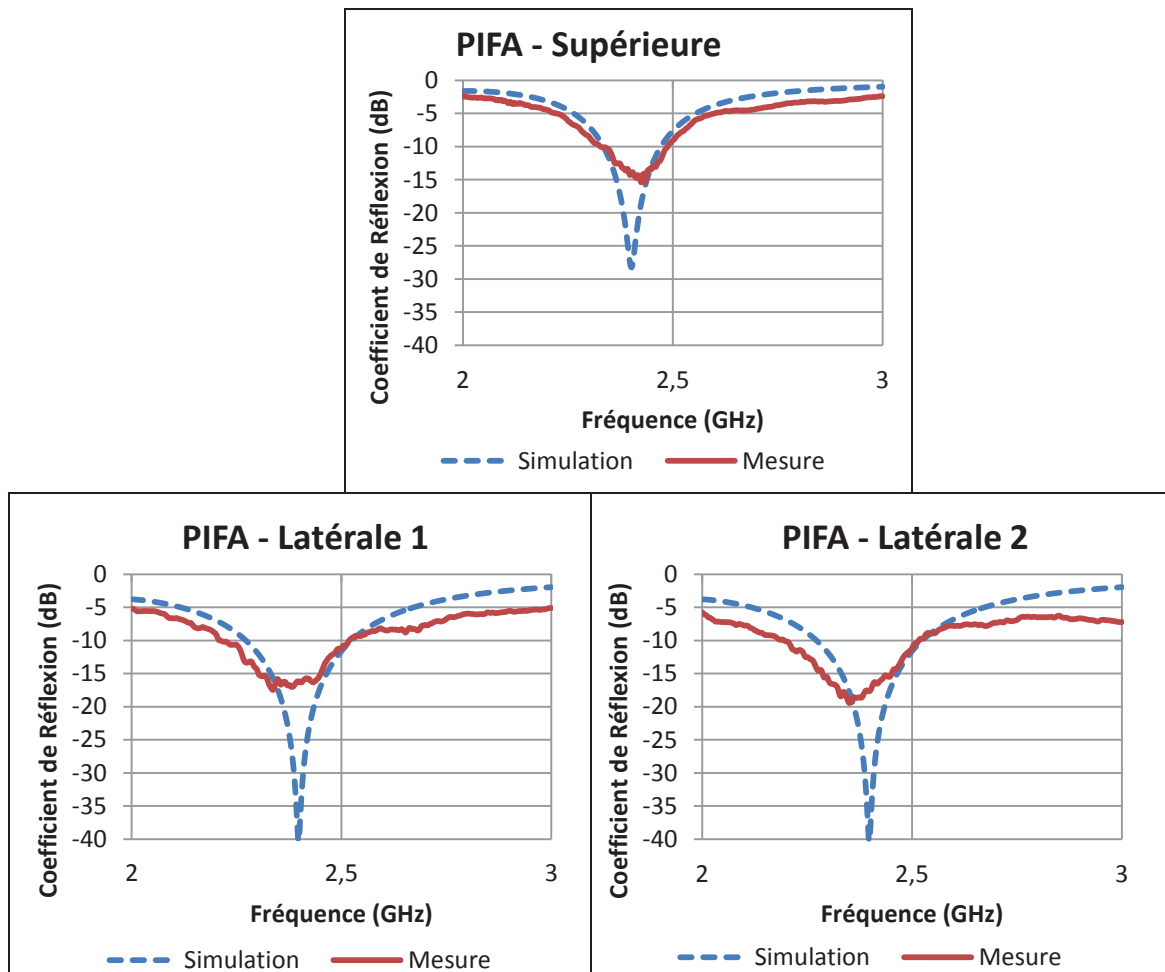 PIFA - Supérieure
Coefficient de Réflexion (dB)
0
-5
-10
-15
-20
-25
-30
-35
-40
2 2,5 3
Fréquence (GHz)
Simulation Mesure
PIFA - Latérale 1
Coefficient de Réflexion (dB)
0
-5
-10
-15
-20
-25
-30
-35
-40
2 2,5 3
Fréquence (GHz)
Simulation Mesure
PIFA - Latérale 2
Coefficient de Réflexion (dB)
0
-5
-10
-15
-20
-25
-30
-35
-40
2 2,5 3
Fréquence (GHz)
Simulation Mesure